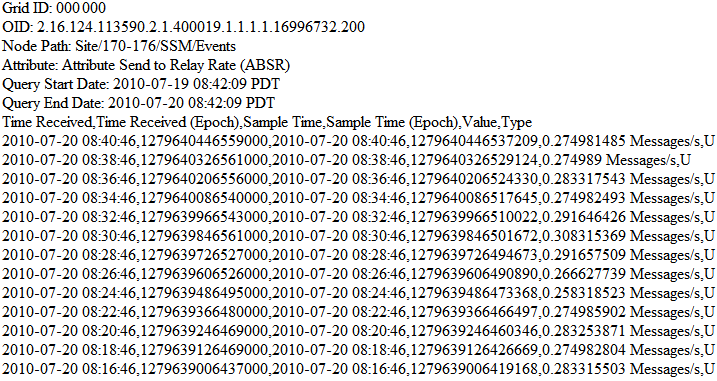 Grid ID: 000 000
OID: 2.16.124.113590.2.1.400019.1.1.1.1.16996732.200
Node Path: Site/170-176/SSM/Events
Attribute: Attribute Send to Relay Rate (ABSR)
Query Start Date: 2010-07-19 08:42:09 PDT
Query End Date: 2010-07-20 08:42:09 PDT
Time Received,Time Received (Epoch),Sample Time,Sample Time (Epoch),Value,Type
2010-07-20 08:40:46,1279640446559000,2010-07-20 08:40:46,1279640446537209,0.274981485 Messages/s,U
2010-07-20 08:38:46,1279640326561000,2010-07-20 08:38:46,1279640326529124,0.274989 Messages/s,U
2010-07-20 08:36:46,1279640206556000,2010-07-20 08:36:46,1279640206524330,0.283317543 Messages/s,U
2010-07-20 08:34:46,1279640086540000,2010-07-20 08:34:46,1279640086517645,0.274982493 Messages/s,U
2010-07-20 08:32:46,1279639966543000,2010-07-20 08:32:46,1279639966510022,0.291646426 Messages/s,U
2010-07-20 08:30:46,1279639846561000,2010-07-20 08:30:46,1279639846501672,0.308315369 Messages/s,U
2010-07-20 08:28:46,1279639726527000,2010-07-20 08:28:46,1279639726494673,0.291657509 Messages/s,U
2010-07-20 08:26:46,1279639606526000,2010-07-20 08:26:46,1279639606490890,0.266627739 Messages/s,U
2010-07-20 08:24:46,1279639486495000,2010-07-20 08:24:46,1279639486473368,0.258318523 Messages/s,U
2010-07-20 08:22:46,1279639366480000,2010-07-20 08:22:46,1279639366466497,0.274985902 Messages/s,U
2010-07-20 08:20:46,1279639246469000,2010-07-20 08:20:46,1279639246460346,0.283253871 Messages/s,U
2010-07-20 08:18:46,1279639126469000,2010-07-20 08:18:46,1279639126426669,0.274982804 Messages/s,U
2010-07-20 08:16:46,1279639006437000,2010-07-20 08:16:46,1279639006419168,0.283315503 Messages/s,U